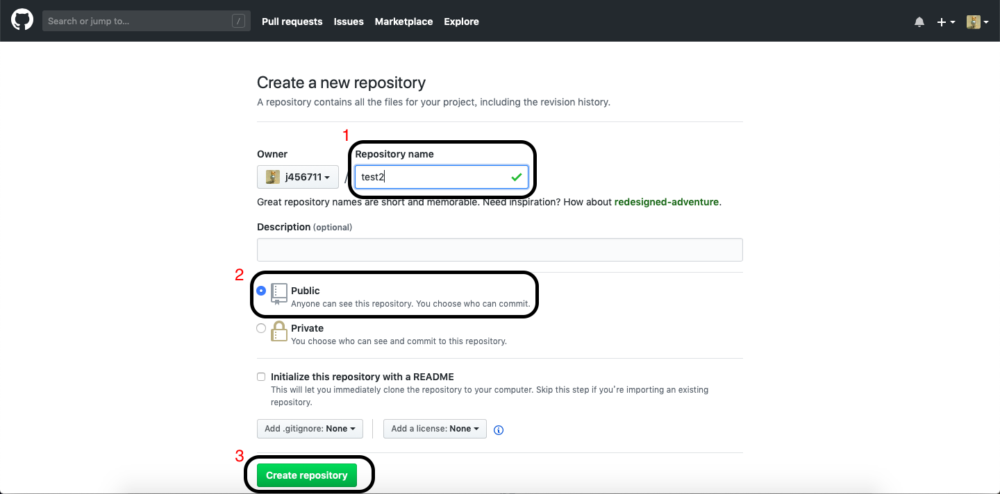 Search or jump to… / Pull requests Issues Marketplace Explore
Create a new repository
A repository contains all the files for your project, including the revision history.
1
Owner Repository name
j456711 / test2
Great repository names are short and memorable. Need inspiration? How about redesigned-adventure.
Description (optional)
2
Public
Anyone can see this repository. You choose who can commit.
Private
You choose who can see and commit to this repository.
Initialize this repository with a README
This will let you immediately clone the repository to your computer. Skip this step if you’re importing an existing
repository.
Add .gitignore: None Add a license: None i
3
Create repository